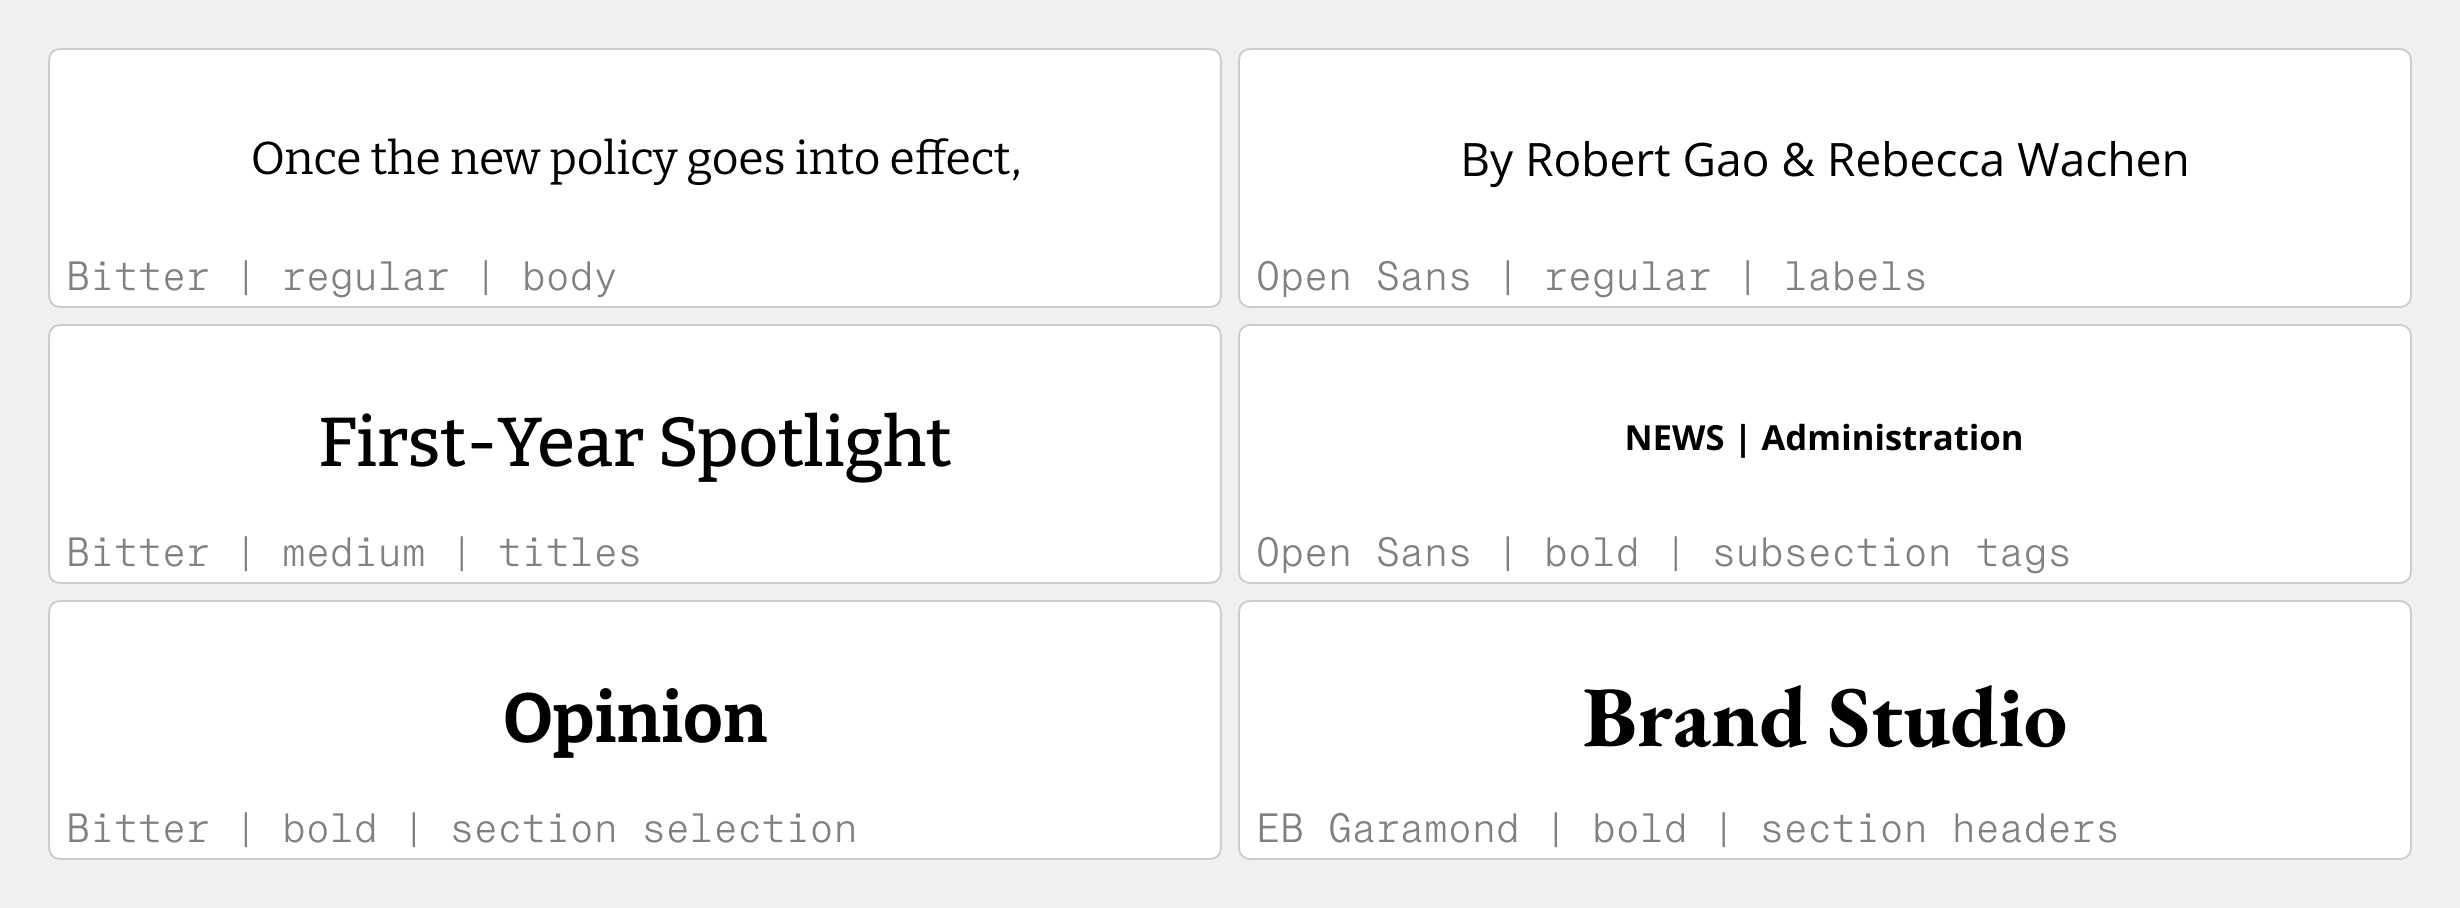 Once the new policy goes into effect,
Bitter | regular | body
By Robert Gao & Rebecca Wachen
Open Sans | regular | labels
First-Year Spotlight
Bitter | medium | titles
NEWS | Administration
Open Sans | bold | subsection tags
Opinion
Bitter | bold | section selection
Brand Studio
EB Garamond | bold | section headers